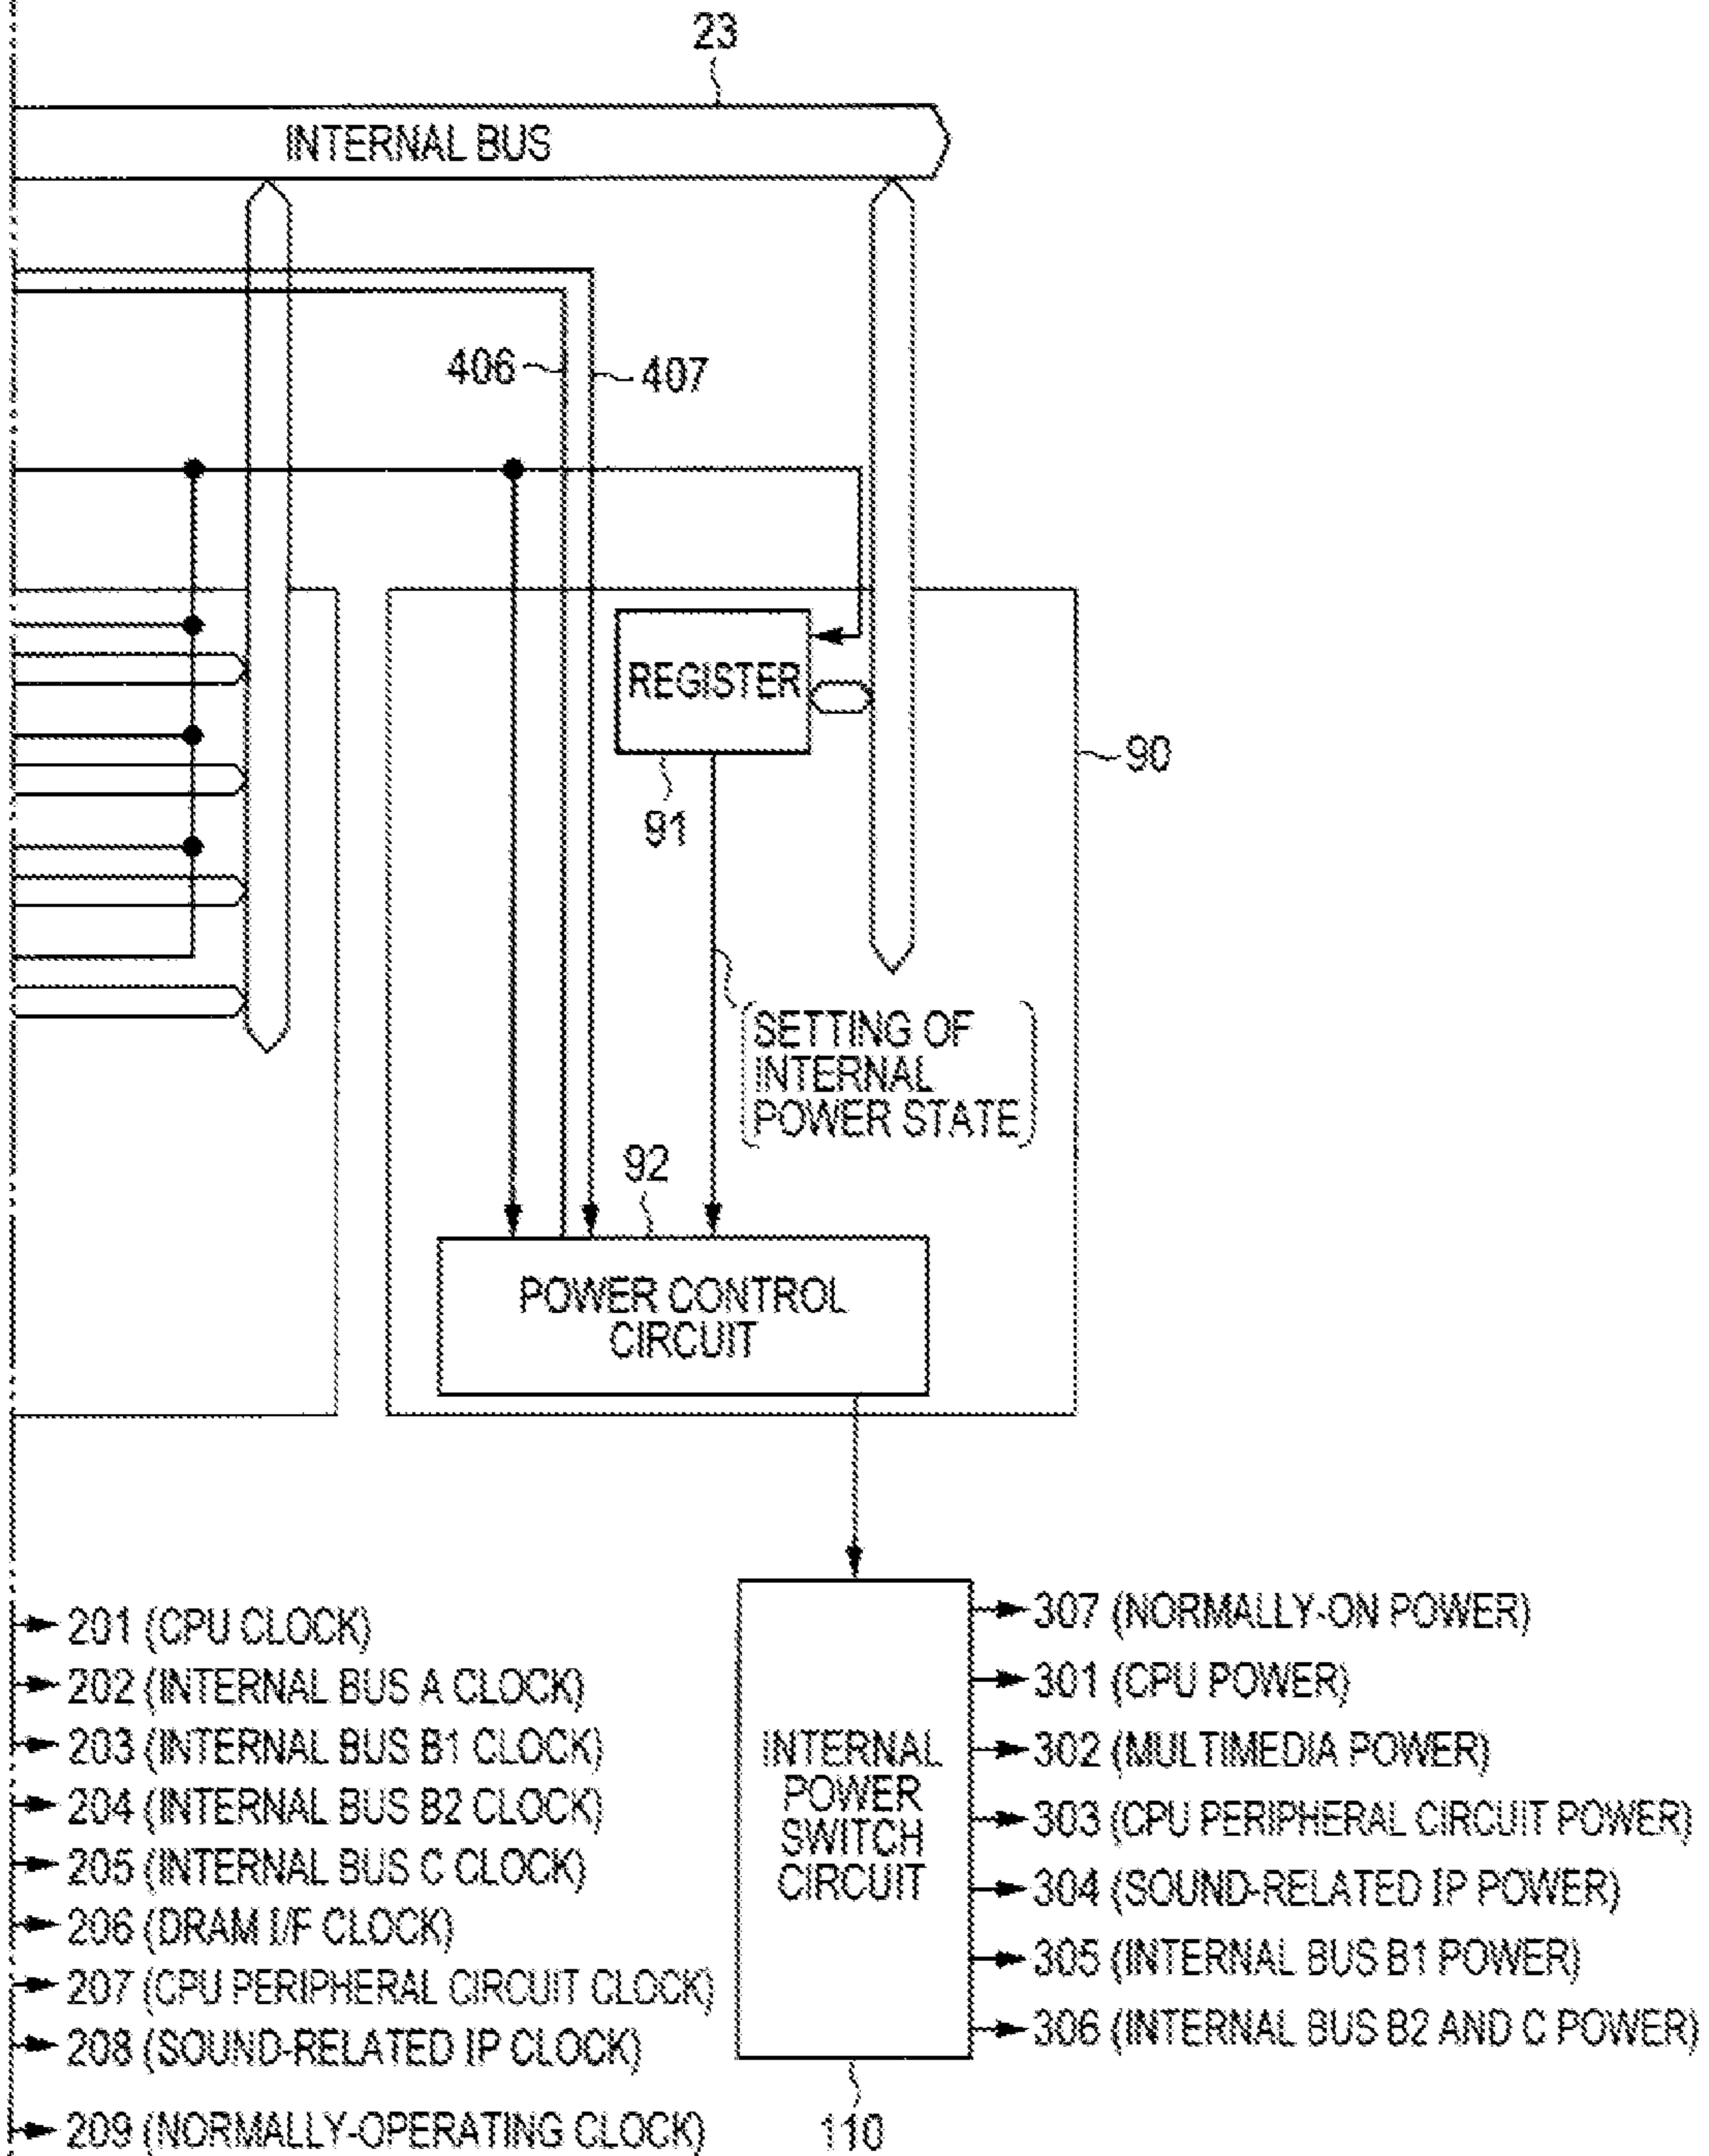 23
INTERNAL BUS
406
407
REGISTER
91
90
SETTING OF
INTERNAL
POWER STATE
92
POWER CONTROL
CIRCUIT
201 (CPU CLOCK)
202 (INTERNAL BUS A CLOCK)
203 (INTERNAL BUS B1 CLOCK)
204 (INTERNAL BUS B2 CLOCK)
205 (INTERNAL BUS C CLOCK)
206 (DRAM I/F CLOCK)
207 (CPU PERIPHERAL CIRCUIT CLOCK)
208 (SOUND-RELATED IP CLOCK)
209 (NORMALLY-OPERATING CLOCK)
INTERNAL
POWER
SWITCH
CIRCUIT
110
307 (NORMALLY-ON POWER)
301 (CPU POWER)
302 (MULTIMEDIA POWER)
303 (CPU PERIPHERAL CIRCUIT POWER)
304 (SOUND-RELATED IP POWER)
305 (INTERNAL BUS B1 POWER)
306 (INTERNAL BUS B2 AND C POWER)